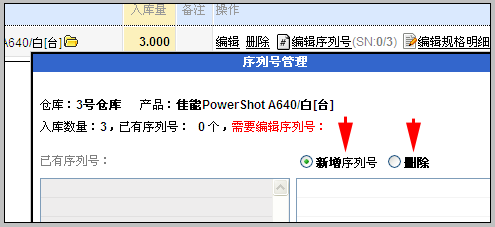 入库量 备注 操作
A640/白[台] 3.000 编辑 删除 #编辑序列号(SN:0/3) 编辑规格明细
序列号管理
仓库：3号仓库 产品：佳能PowerShot A640/白[台]
入库数量：3，已有序列号： 0个，需要编辑序列号：
已有序列号： 新增序列号 删除